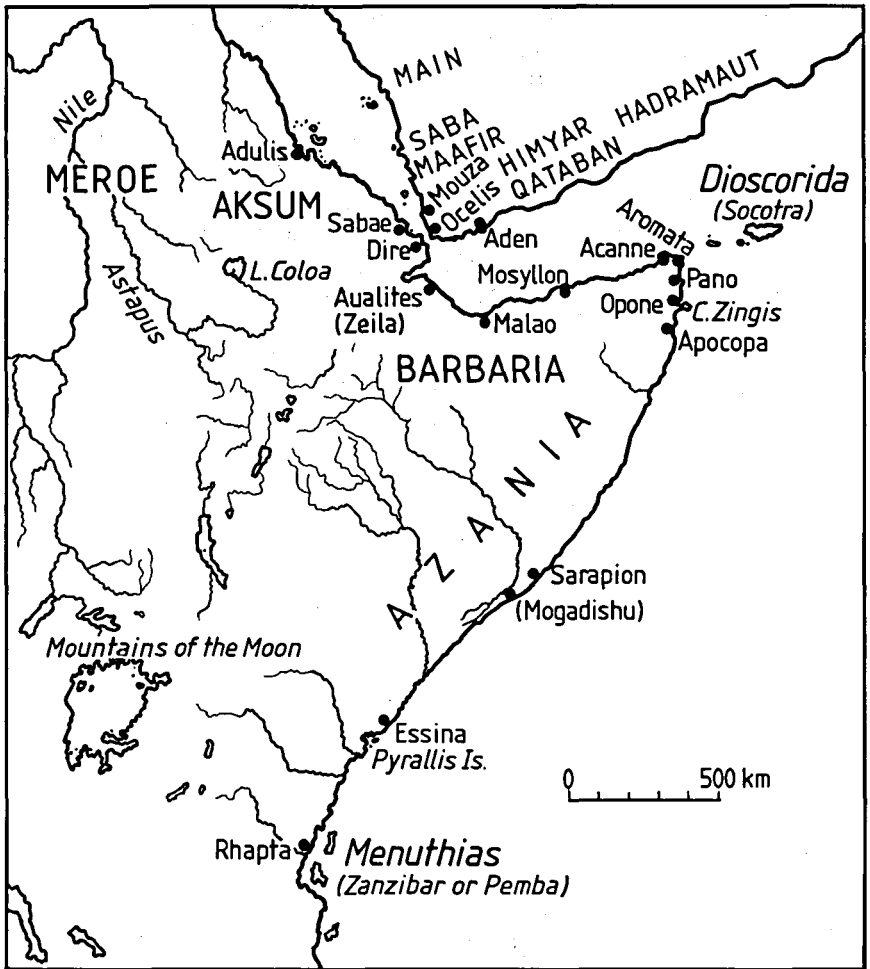 MAIN
Nile
SABA
MAAFIR
HIMYAR HADRAMAUT
Adulis
Mouza
Ocelis QATABAN
MEROE
AKSUM
Dioscorida
(Socotra)
Sabae
Aden
Aromata
Dire
Acanne
L.Coloa
Mosyllon
Pano
Astapus
Aualites
(Zeila)
Opone
C.Zingis
Malao
Apocopa
BARBARIA
AZANIA
Sarapion
(Mogadishu)
Mountains of the Moon
Essina
Pyrallis Is.
0 500 km
Rhapta
Menuthias
(Zanzibar or Pemba)